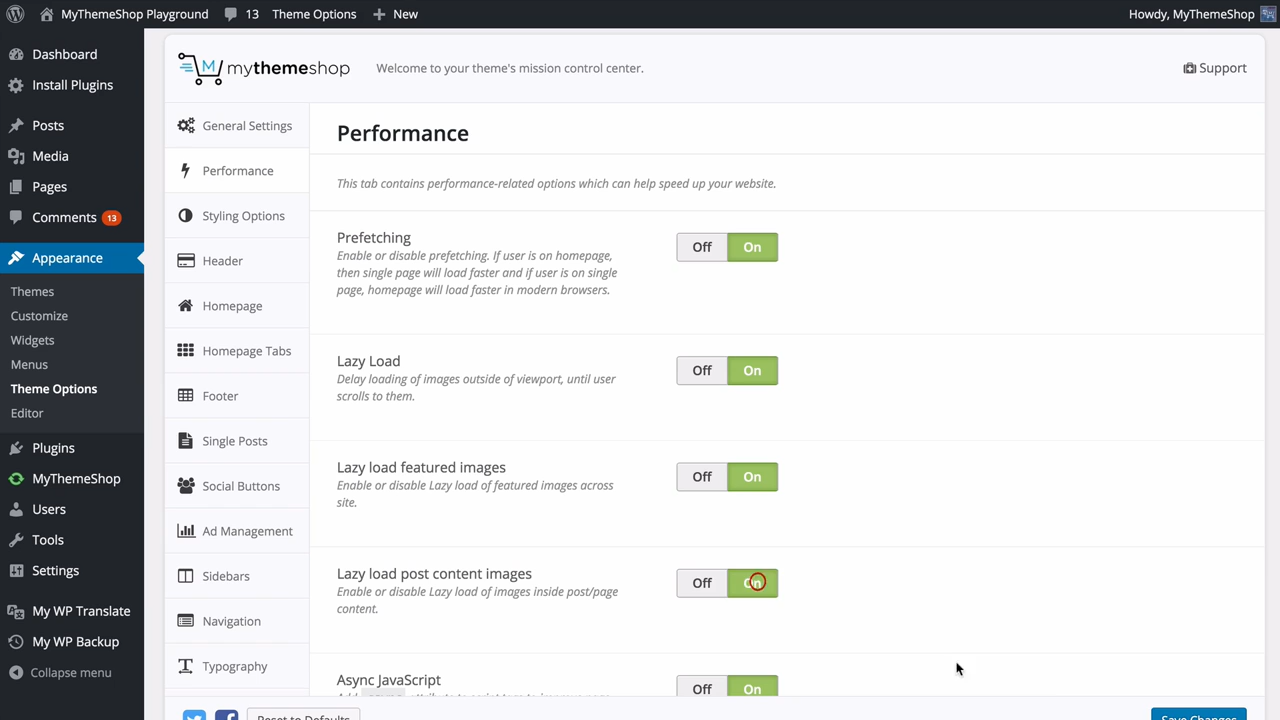 MyThemeShop Playground 13 Theme Options New Howdy, MyThemeShop
Dashboard
Install Plugins
Posts
Media
Pages
Comments 13
Appearance
Themes
Customize
Widgets
Menus
Theme Options
Editor
Plugins
MyThemeShop
Users
Tools
Settings
My WP Translate
My WP Backup
Collapse menu
mythemeshop Welcome to your theme's mission control center. Support
General Settings
Performance
Styling Options
Header
Homepage
Homepage Tabs
Footer
Single Posts
Social Buttons
Ad Management
Sidebars
Navigation
Typography
Performance
This tab contains performance-related options which can help speed up your website.
Prefetching Off On
Enable or disable prefetching. If user is on homepage,
then single page will load faster and if user is on single
page, homepage will load faster in modern browsers.
Lazy Load Off On
Delay loading of images outside of viewport, until user
scrolls to them.
Lazy load featured images Off On
Enable or disable Lazy load of featured images across
site.
Lazy load post content images Off On
Enable or disable Lazy load of images inside post/page
content.
Async JavaScript Off On
Reset to Defaults Save Changes